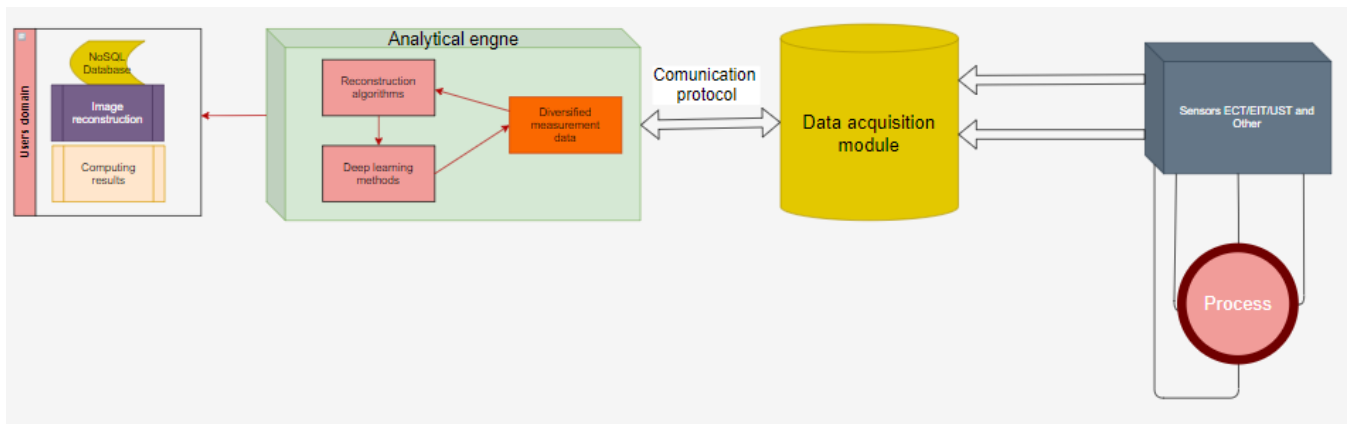 Users domain
NoSQL
Database
Image
reconstruction
Computing
results
Analytical engne
Reconstruction
algorithms
Deep learning
methods
Diversified
measurement
data
Comunication
protocol
Data acquisition
module
Sensors ECT/EIT/UST and
Other
Process